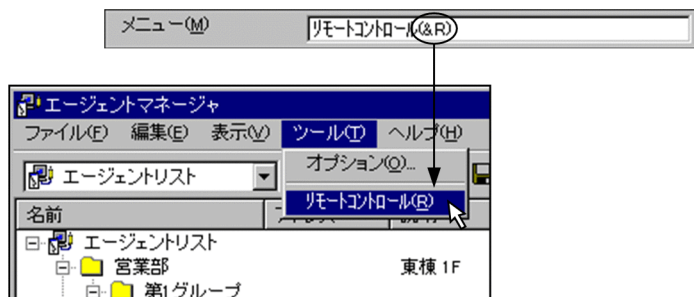 メニュー(M) リモートコントロール(&R)
エージェントマネージャ
ファイル(F) 編集(E) 表示(V) ツール(T) ヘルプ(H)
オプション(O)...
エージェントリスト
リモートコントロール(R)
名前
エージェントリスト
営業部 東棟 1F
第1グループ